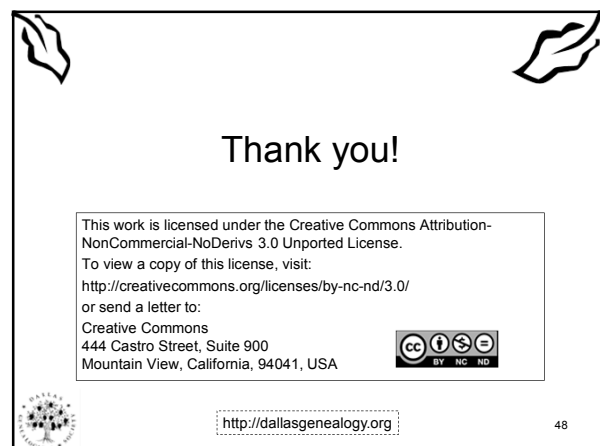 Thank you!
This work is licensed under the Creative Commons Attribution-
NonCommercial-NoDerivs 3.0 Unported License.
To view a copy of this license, visit:
http://creativecommons.org/licenses/by-nc-nd/3.0/
or send a letter to:
Creative Commons
444 Castro Street, Suite 900
Mountain View, California, 94041, USA
cc
BY NC ND
DALLAS
GENEALOGICAL SOCIETY
http://dallasgenealogy.org
48